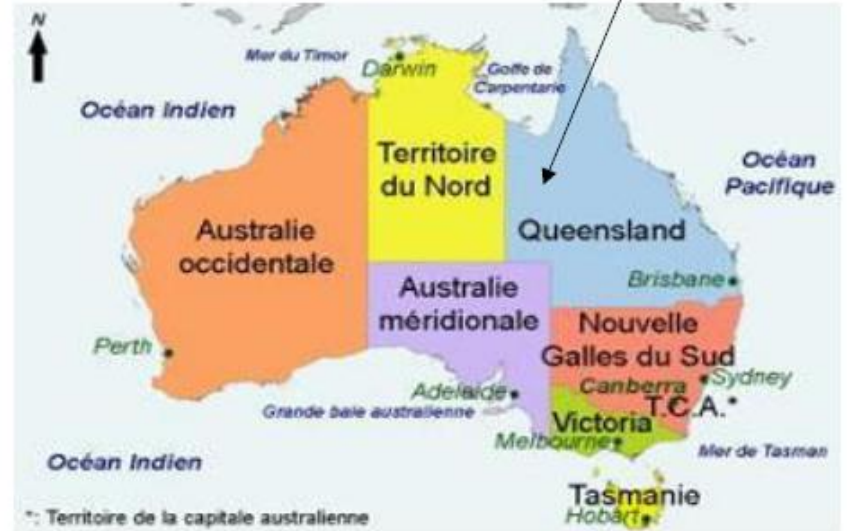 N
Mer du Timor
Darwin
Golfe de
Carpentarie
Océan Indien
Territoire
du Nord
Océan
Pacifique
Australie
occidentale
Queensland
Brisbane
Australie
méridionale
Nouvelle
Galles du Sud
Perth
Canberra
Sydney
Adelaide
T.C.A.*
Grande baie australienne
Victoria
Melbourne
Mer de Tasman
Océan Indien
Tasmanie
Hobart
*: Territoire de la capitale australienne